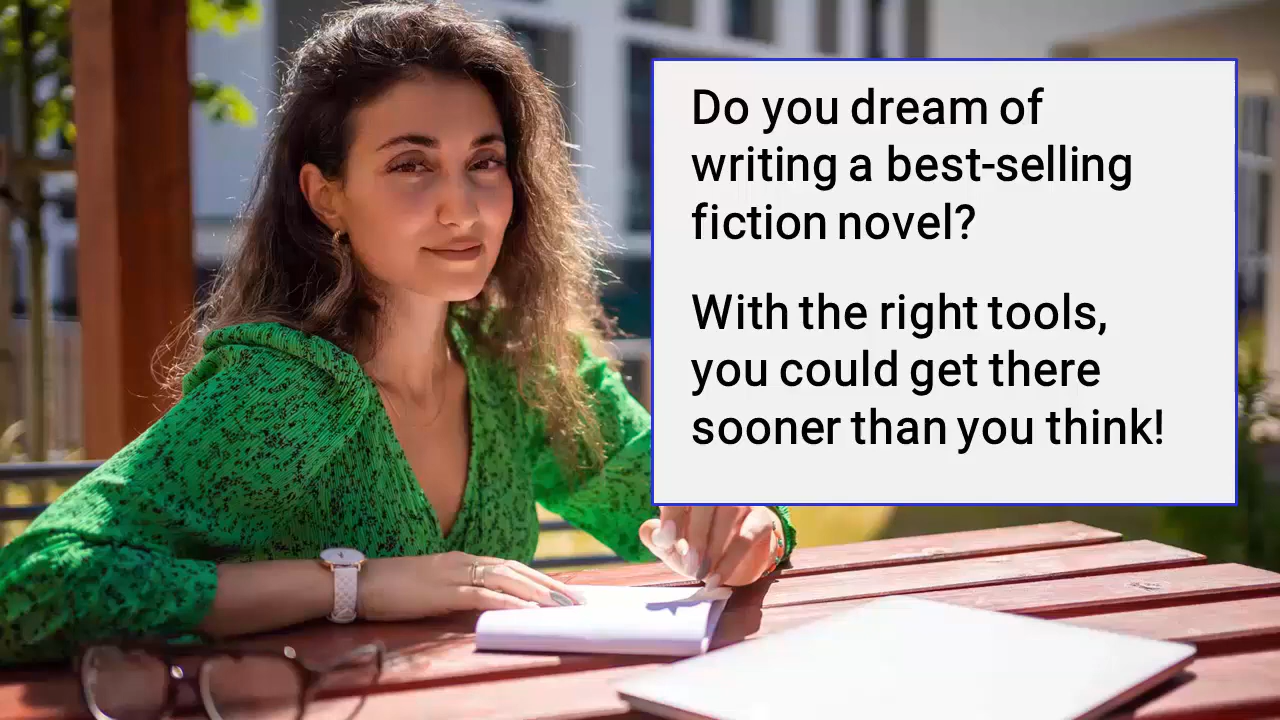 Do you dream of
writing a best-selling
fiction novel?
With the right tools,
you could get there
sooner than you think!